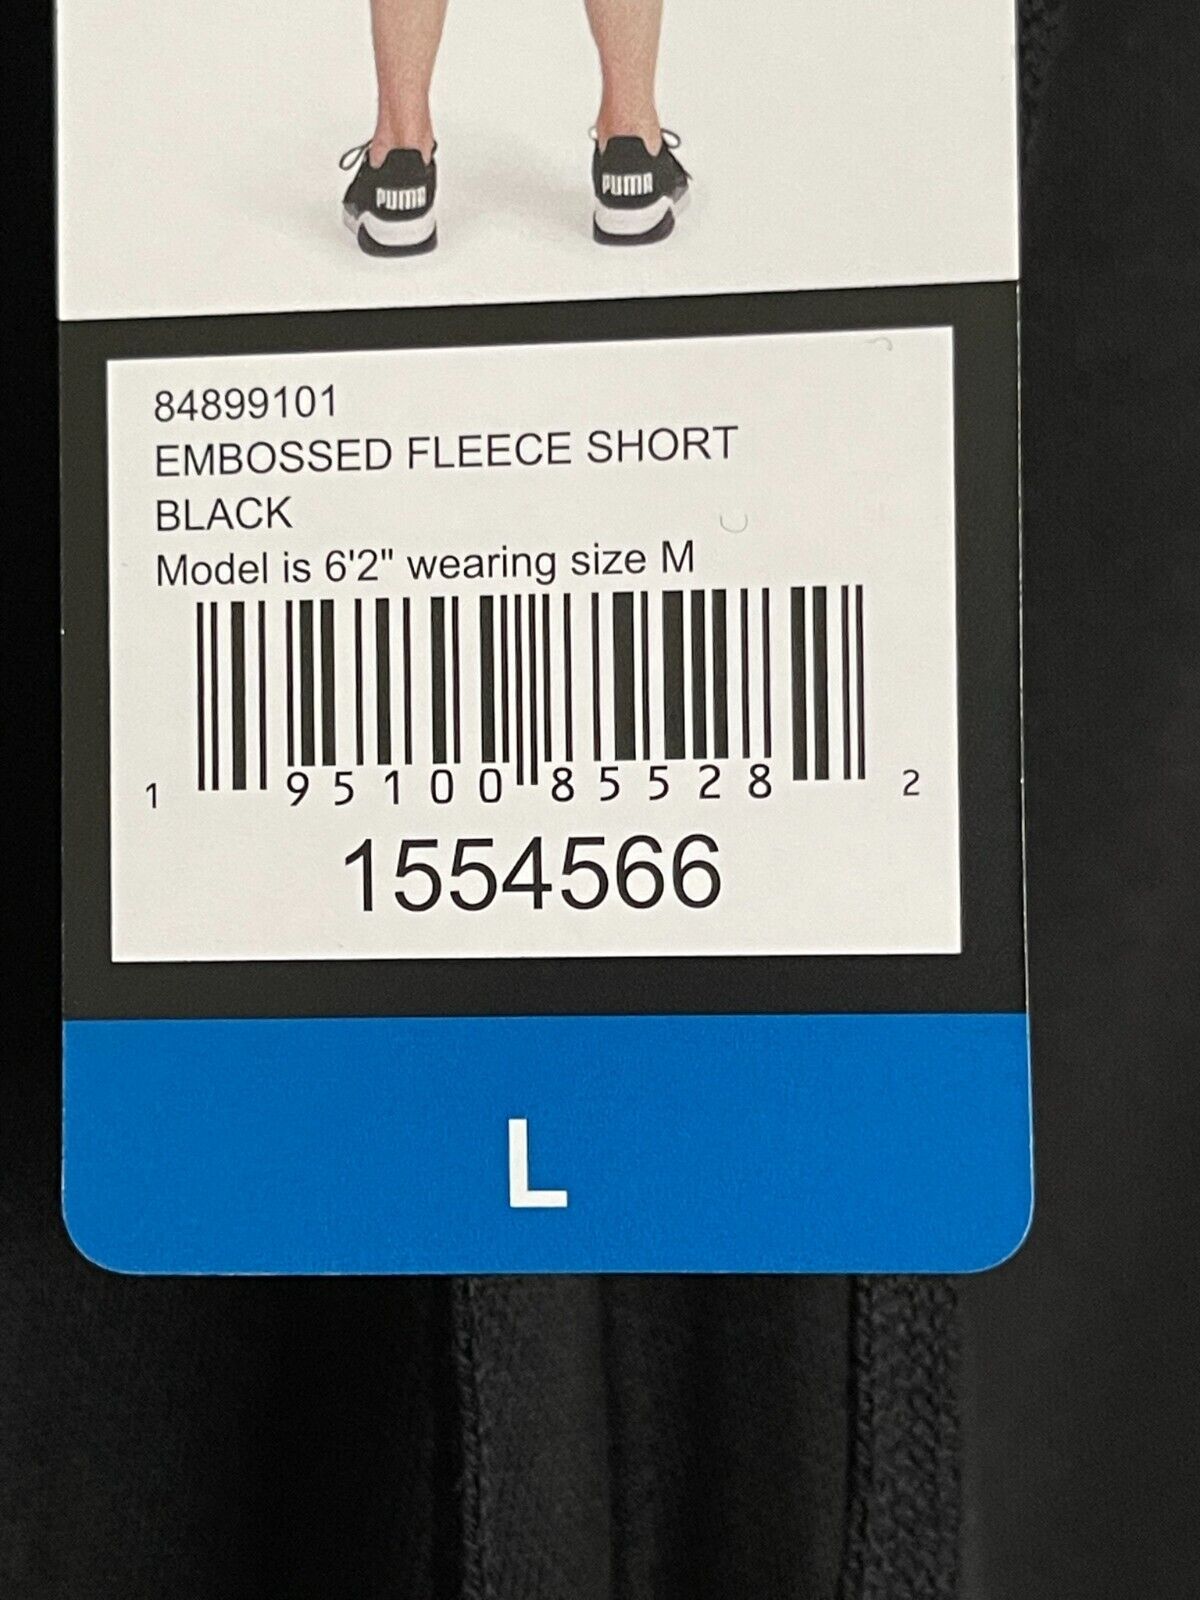 PUMA PUMA
84899101
EMBOSSED FLEECE SHORT
BLACK
Model is 6'2" wearing size M
1 95100 85528 2
1554566
L